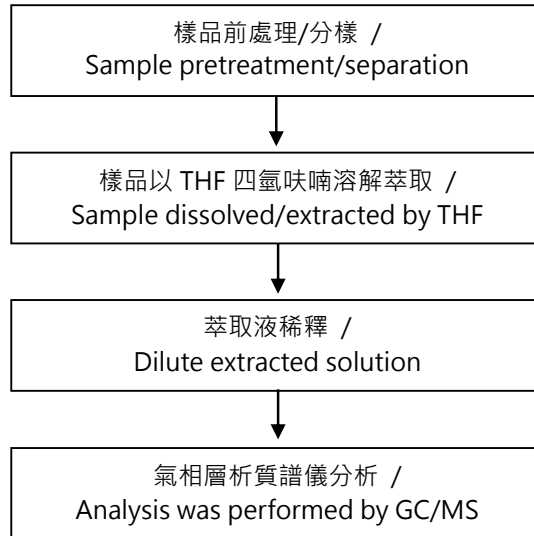 樣品前處理/分樣 /
Sample pretreatment/separation
樣品以 THF 四氫呋喃溶解萃取 /
Sample dissolved/extracted by THF
萃取液稀釋 /
Dilute extracted solution
氣相層析質譜儀分析 /
Analysis was performed by GC/MS